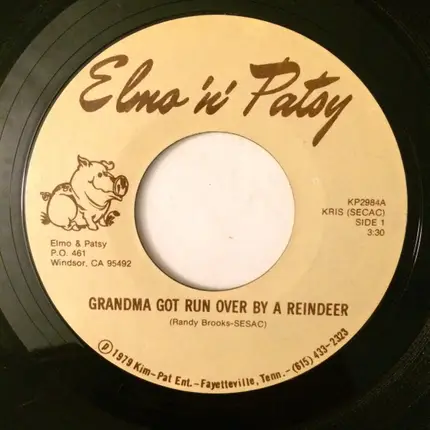 Elmo 'n' Patsy
KP2984A
KRIS (SECAC)
SIDE 1
3:30
Elmo & Patsy
P.O. 461
Windsor, CA 95492
GRANDMA GOT RUN OVER BY A REINDEER
(Randy Brooks-SESAC)
℗ 1979 Kim-Pat Ent.-Fayetteville, Tenn.-(615) 433-2323